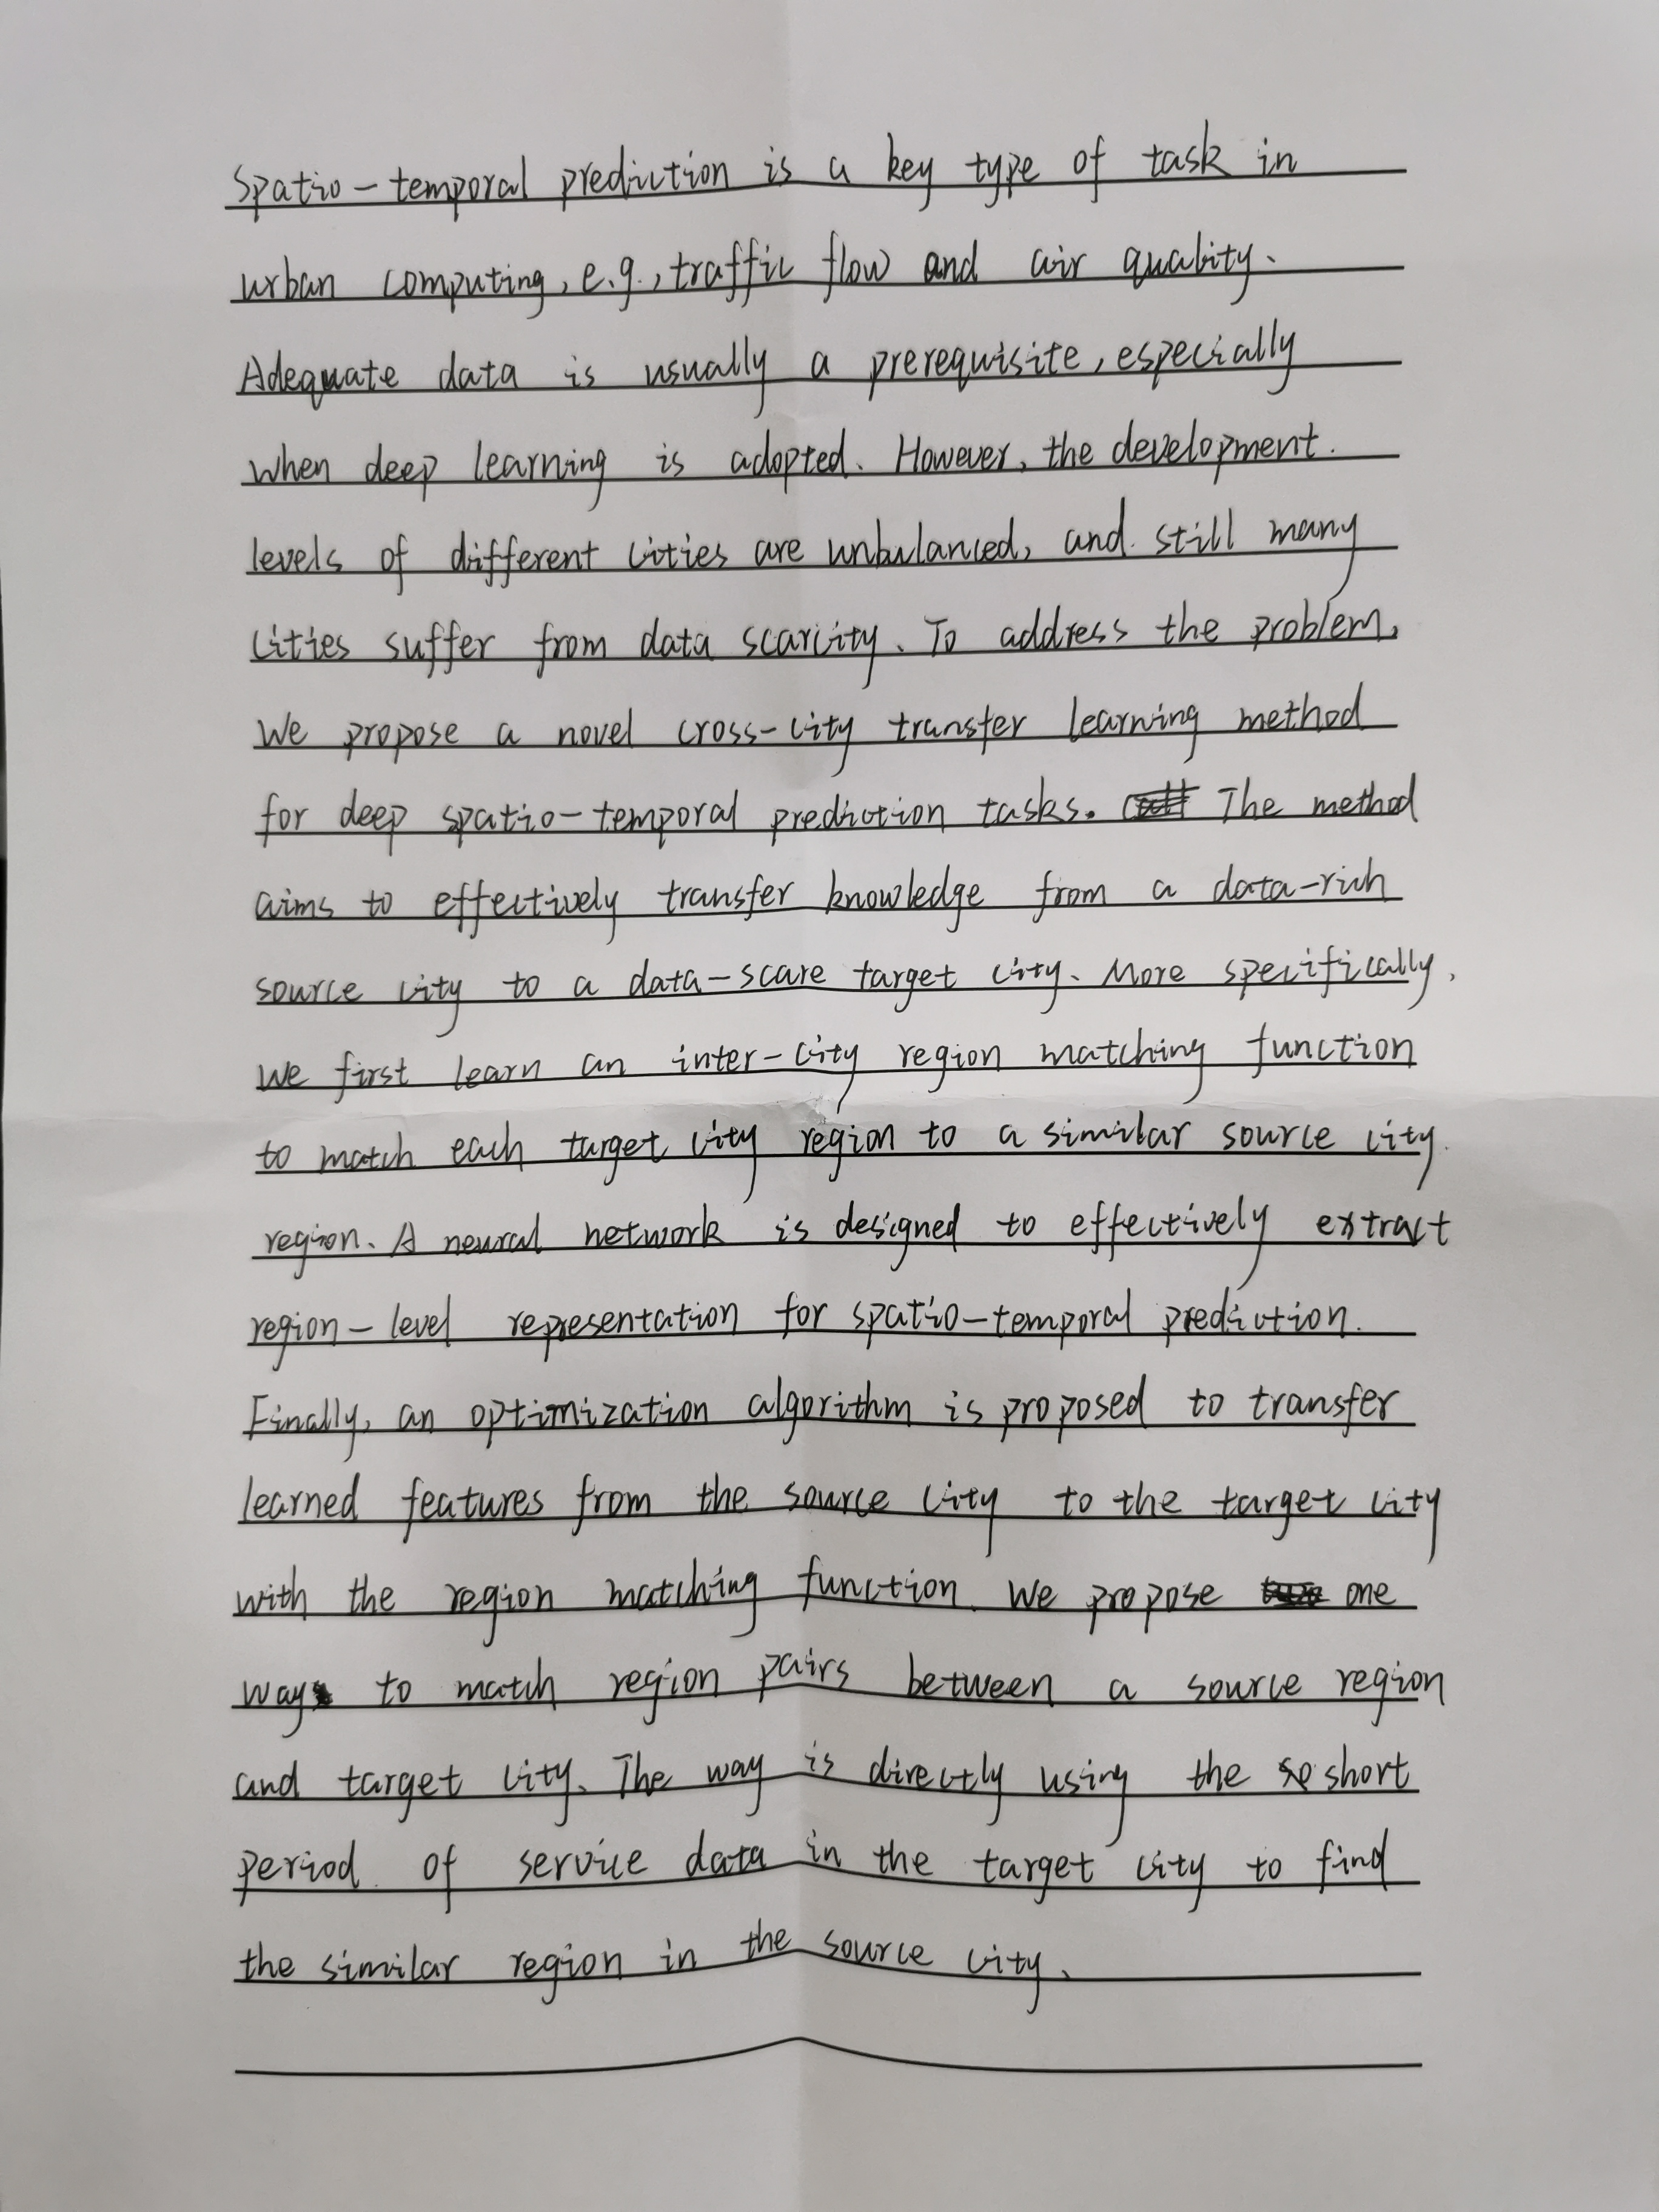 Spatio-temporal prediction is a key type of task in
urban computing, e.g., traffic flow and air quality.
Adequate data is usually a prerequisite, especially
when deep learning is adopted. However, the development
levels of different cities are unbalanced, and still many
cities suffer from data scarcity. To address the problem,
We propose a novel cross-city transfer learning method
for deep spatio-temporal prediction tasks. The method
aims to effectively transfer knowledge from a data-rich
source city to a data-scare target city. More specifically,
we first learn an inter-city region matching function
to match each target city region to a similar source city
region. A neural network is designed to effectively extract
region-level representation for spatio-temporal prediction.
Finally, an optimization algorithm is proposed to transfer
learned features from the source city to the target city
with the region matching function. We propose one
way to match region pairs between a source region
and target city. The way is directly using the short
period of service data in the target city to find
the similar region in the source city.